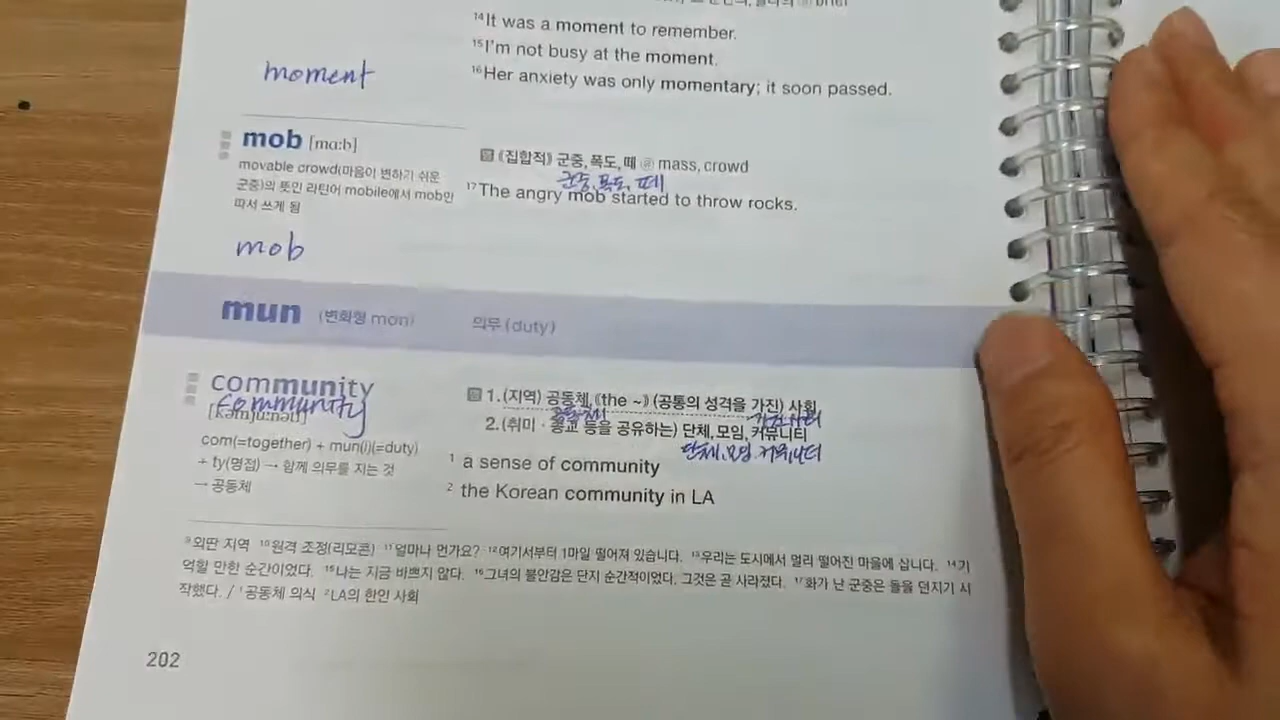 brief
14It was a moment to remember.
15I'm not busy at the moment.
moment
16Her anxiety was only momentary; it soon passed.
mob [mɑ:b]
movable crowd(마음이 변하기 쉬운
군중)의 뜻인 라틴어 mobile에서 mob만
따서 쓰게 됨
명 《집합적》 군중, 폭도, 떼 유 mass, crowd
군중, 폭도, 떼
17The angry mob started to throw rocks.
mob
mun (변화형 mon) 의무 (duty)
community
community
[kəmjú:nəti]
com(=together) + mun(i)(=duty)
+ ty(명접) → 함께 의무를 지는 것
→ 공동체
명 1. (지역) 공동체, 《the ~》 (공통의 성격을 가진) 사회
2. (취미 · 종교 등을 공유하는) 단체, 모임, 커뮤니티
단체, 모임, 커뮤니티
1 a sense of community
2 the Korean community in LA
9외딴 지역 10원격 조정(리모콘) 11얼마나 먼가요? 12여기서부터 1마일 떨어져 있습니다. 13우리는 도시에서 멀리 떨어진 마을에 삽니다. 14기
억할 만한 순간이었다. 15나는 지금 바쁘지 않다. 16그녀의 불안감은 단지 순간적이었다. 그것은 곧 사라졌다. 17화가 난 군중은 돌을 던지기 시
작했다. / 1공동체 의식 2LA의 한인 사회
202